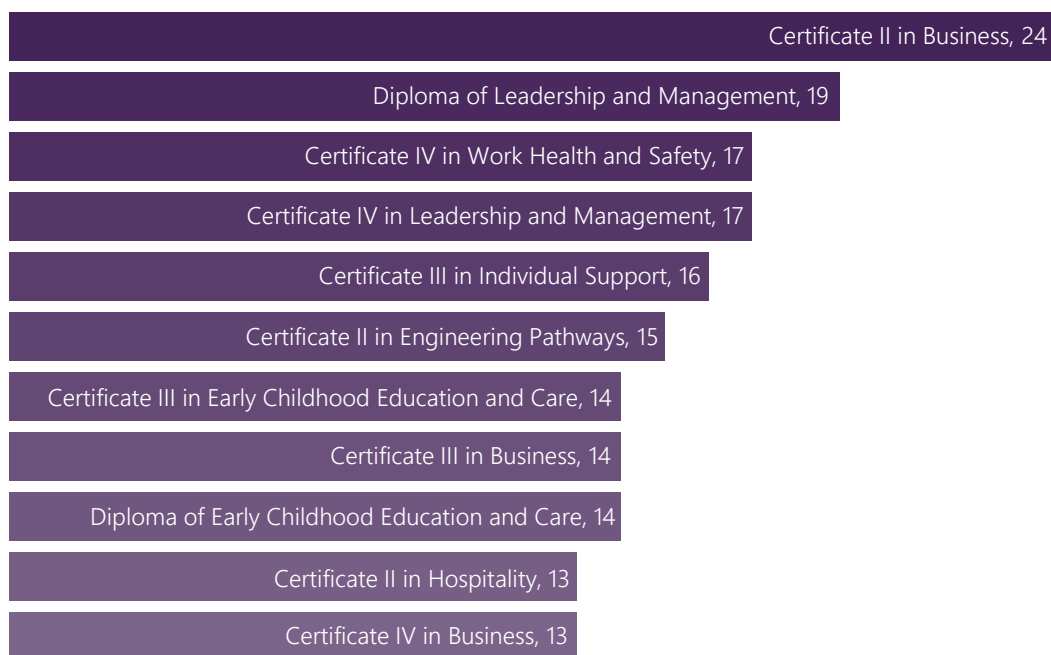 Certificate II in Business, 24
Diploma of Leadership and Management, 19
Certificate IV in Work Health and Safety, 17
Certificate IV in Leadership and Management, 17
Certificate III in Individual Support, 16
Certificate II in Engineering Pathways, 15
Certificate III in Early Childhood Education and Care, 14
Certificate III in Business, 14
Diploma of Early Childhood Education and Care, 14
Certificate II in Hospitality, 13
Certificate IV in Business, 13